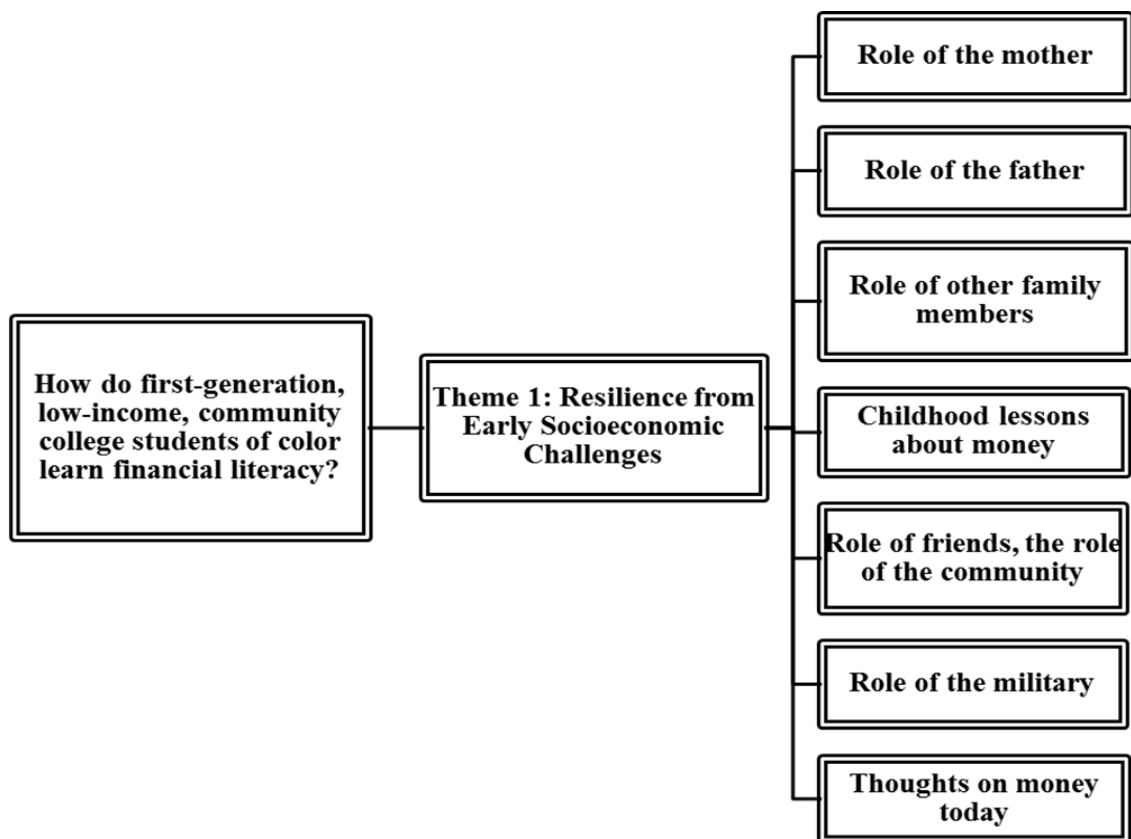 How do first-generation,
low-income, community
college students of color
learn financial literacy?
Theme 1: Resilience from
Early Socioeconomic
Challenges
Role of the mother
Role of the father
Role of other family
members
Childhood lessons
about money
Role of friends, the role
of the community
Role of the military
Thoughts on money
today